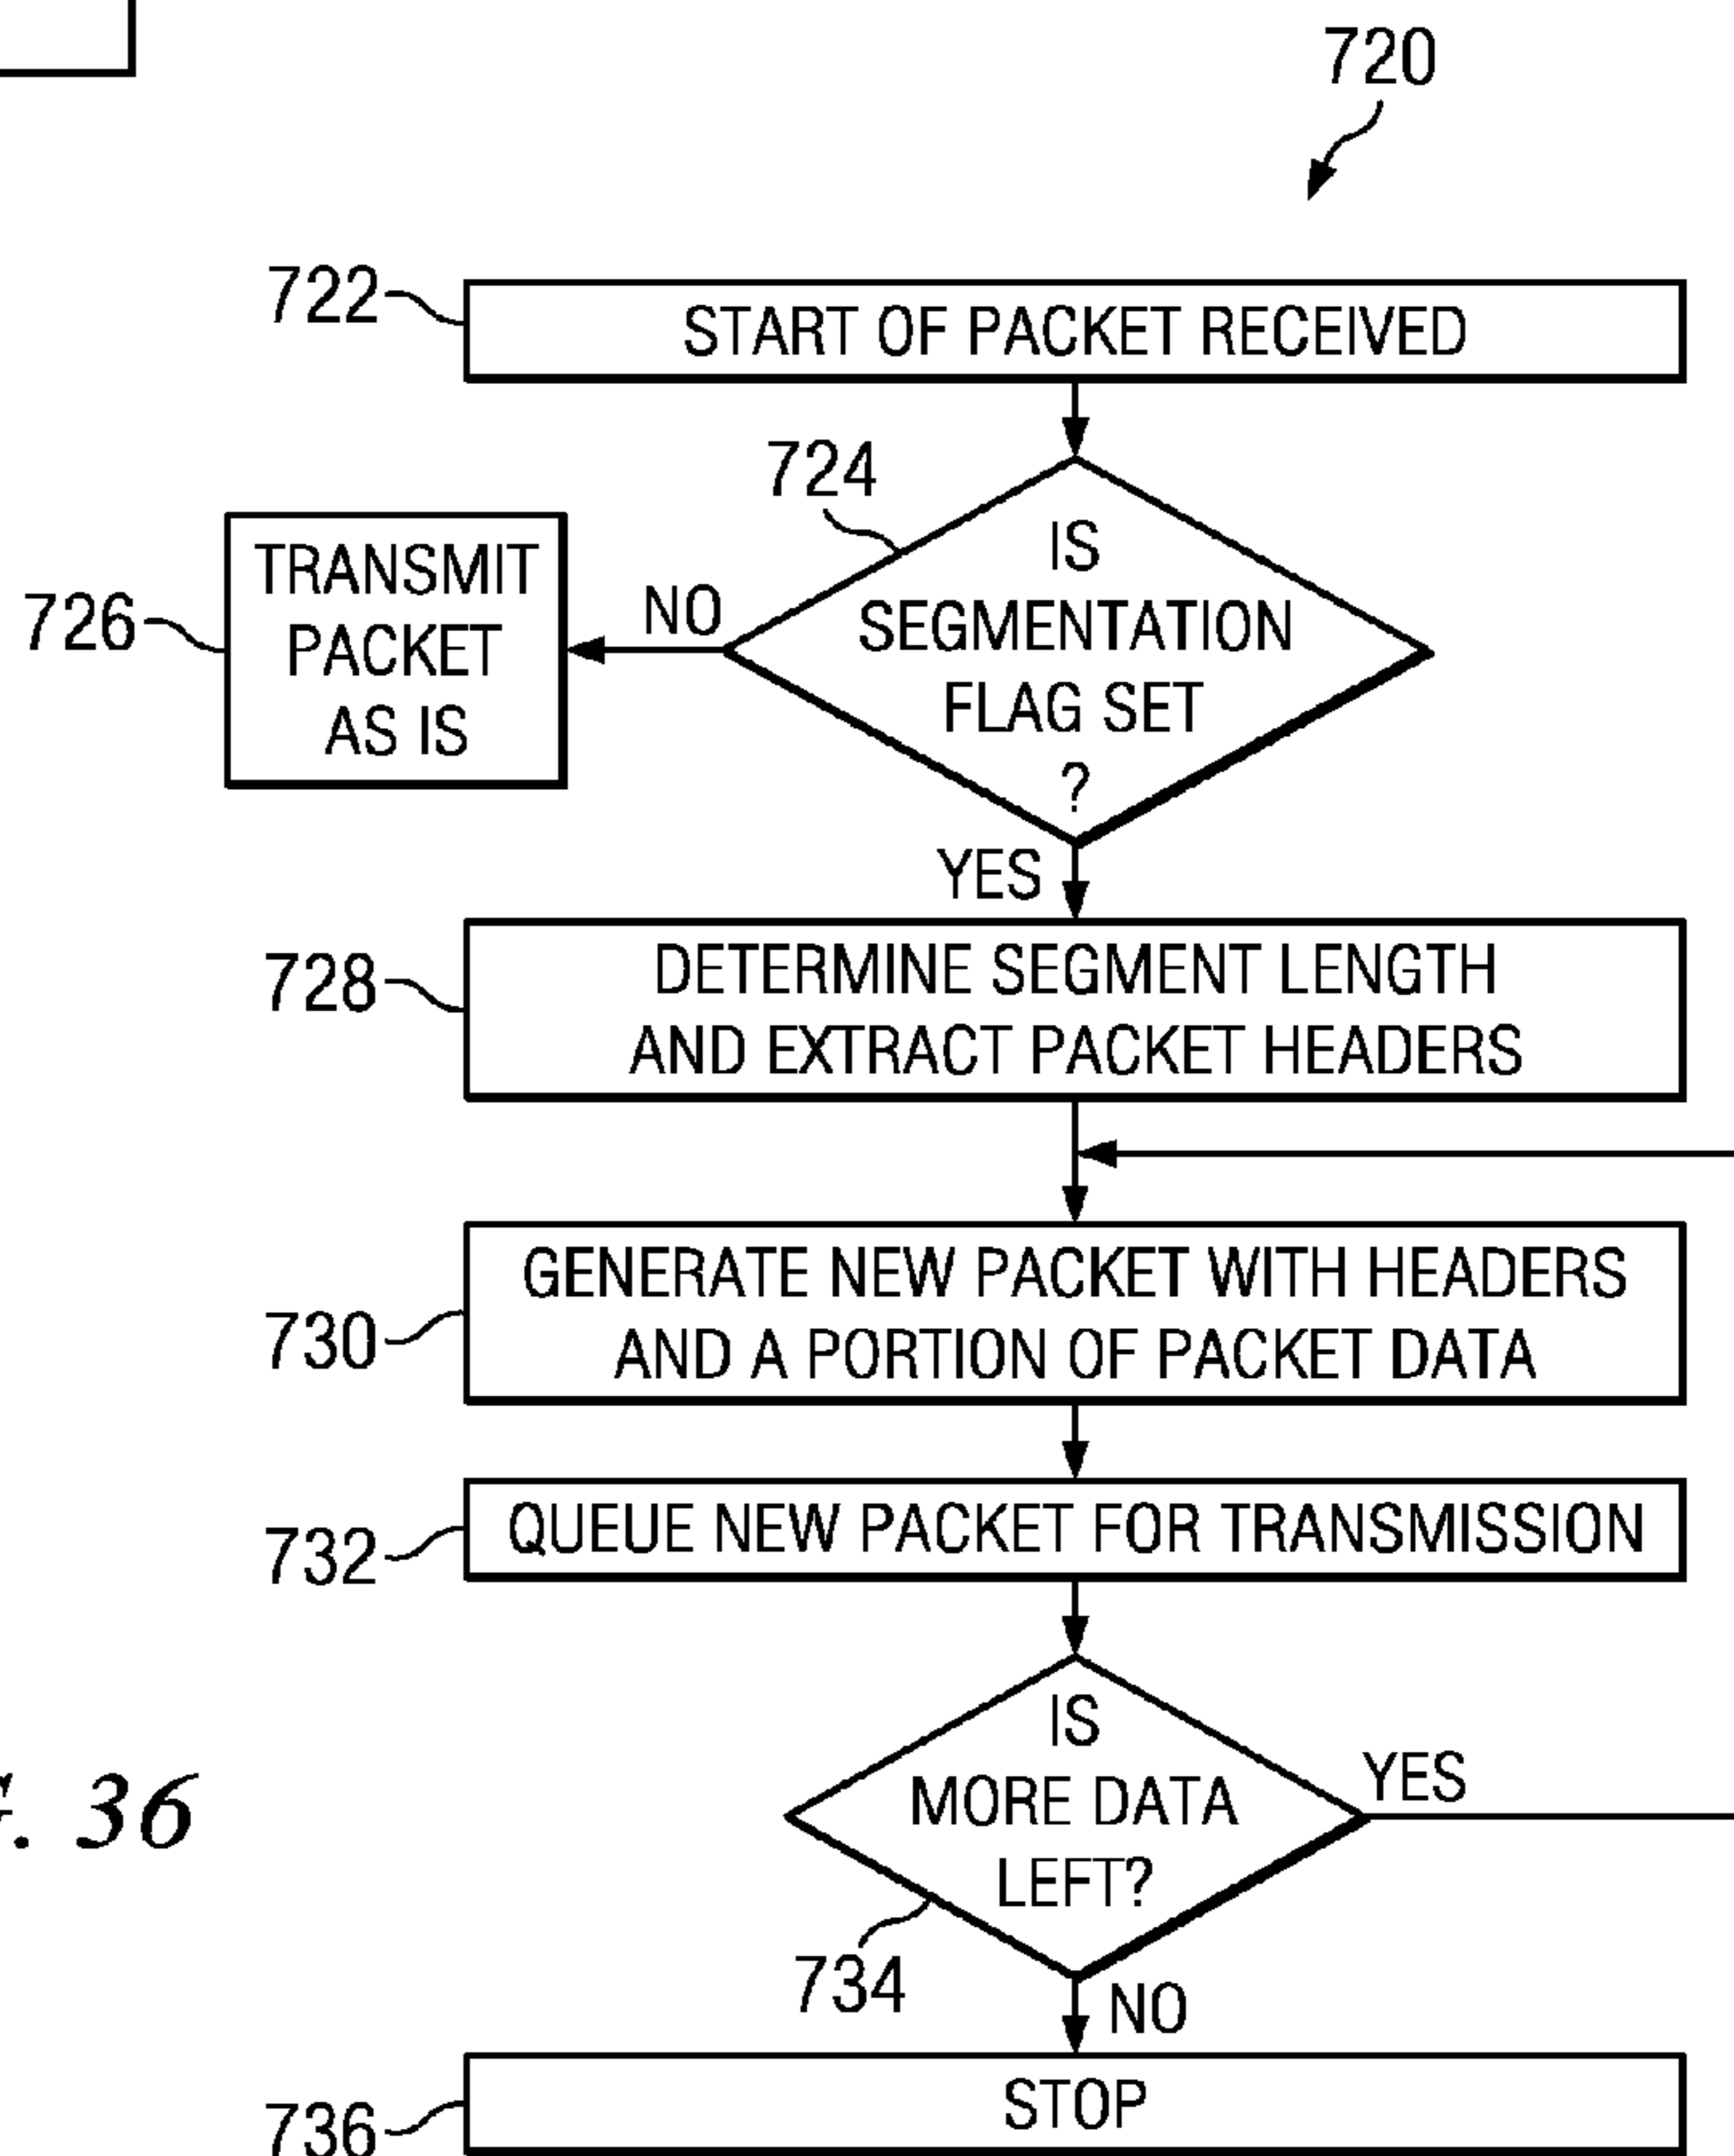 720
722
START OF PACKET RECEIVED
724
IS
SEGMENTATION
FLAG SET
?
NO
726
TRANSMIT
PACKET
AS IS
YES
728
DETERMINE SEGMENT LENGTH
AND EXTRACT PACKET HEADERS
730
GENERATE NEW PACKET WITH HEADERS
AND A PORTION OF PACKET DATA
732
QUEUE NEW PACKET FOR TRANSMISSION
IS
MORE DATA
LEFT?
YES
36
734
NO
736
STOP